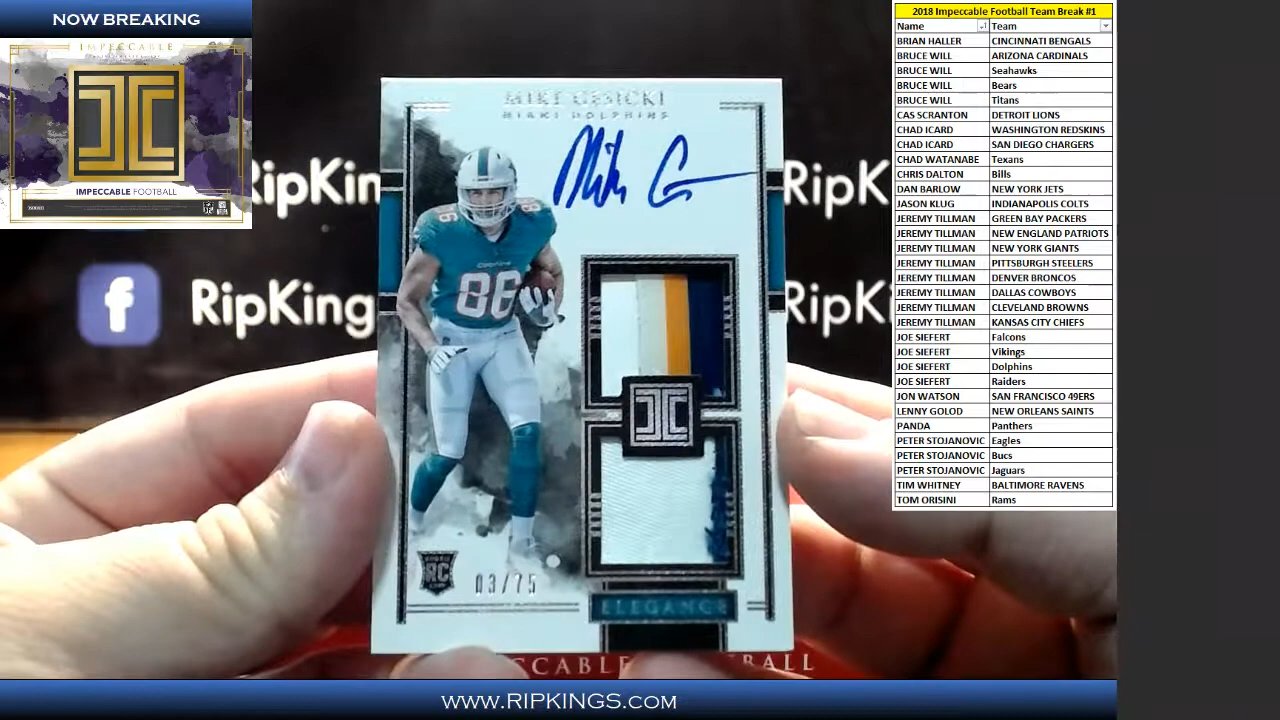 NOW BREAKING
IMPECCABLE
IMPECCABLE FOOTBALL
2018 Impeccable Football Team Break #1
Name Team
BRIAN HALLER CINCINNATI BENGALS
BRUCE WILL ARIZONA CARDINALS
BRUCE WILL Seahawks
BRUCE WILL Bears
BRUCE WILL Titans
CAS SCRANTON DETROIT LIONS
CHAD ICARD WASHINGTON REDSKINS
CHAD ICARD SAN DIEGO CHARGERS
CHAD WATANABE Texans
CHRIS DALTON Bills
DAN BARLOW NEW YORK JETS
JASON KLUG INDIANAPOLIS COLTS
JEREMY TILLMAN GREEN BAY PACKERS
JEREMY TILLMAN NEW ENGLAND PATRIOTS
JEREMY TILLMAN NEW YORK GIANTS
JEREMY TILLMAN PITTSBURGH STEELERS
JEREMY TILLMAN DENVER BRONCOS
JEREMY TILLMAN DALLAS COWBOYS
JEREMY TILLMAN CLEVELAND BROWNS
JEREMY TILLMAN KANSAS CITY CHIEFS
JOE SIEFERT Falcons
JOE SIEFERT Vikings
JOE SIEFERT Dolphins
JOE SIEFERT Raiders
JON WATSON SAN FRANCISCO 49ERS
LENNY GOLOD NEW ORLEANS SAINTS
PANDA Panthers
PETER STOJANOVIC Eagles
PETER STOJANOVIC Bucs
PETER STOJANOVIC Jaguars
TIM WHITNEY BALTIMORE RAVENS
TOM ORISINI Rams
MIKE GESICKI
MIAMI DOLPHINS
86
86
RC
03/75
ELEGANCE
RipKin
RipKi
f RipKing
RipKi
CCABLE BALL
WWW.RIPKINGS.COM